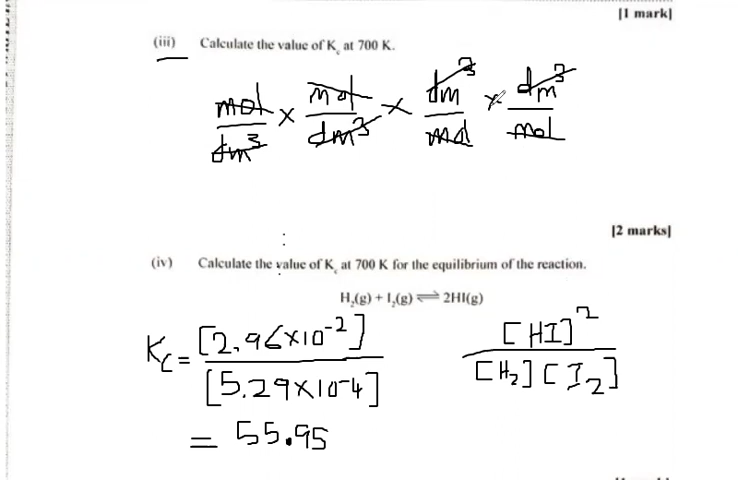 [1 mark]
(iii) Calculate the value of K_c at 700 K.
mol/dm³ × mol/dm³ × dm³/mol × dm³/mol
[2 marks]
(iv) Calculate the value of K_c at 700 K for the equilibrium of the reaction.
H₂(g) + I₂(g) ⇌ 2HI(g)
K_c = [2.96×10⁻²] / [5.29×10⁻⁴]
[HI]² / [H₂][I₂]
= 55.95